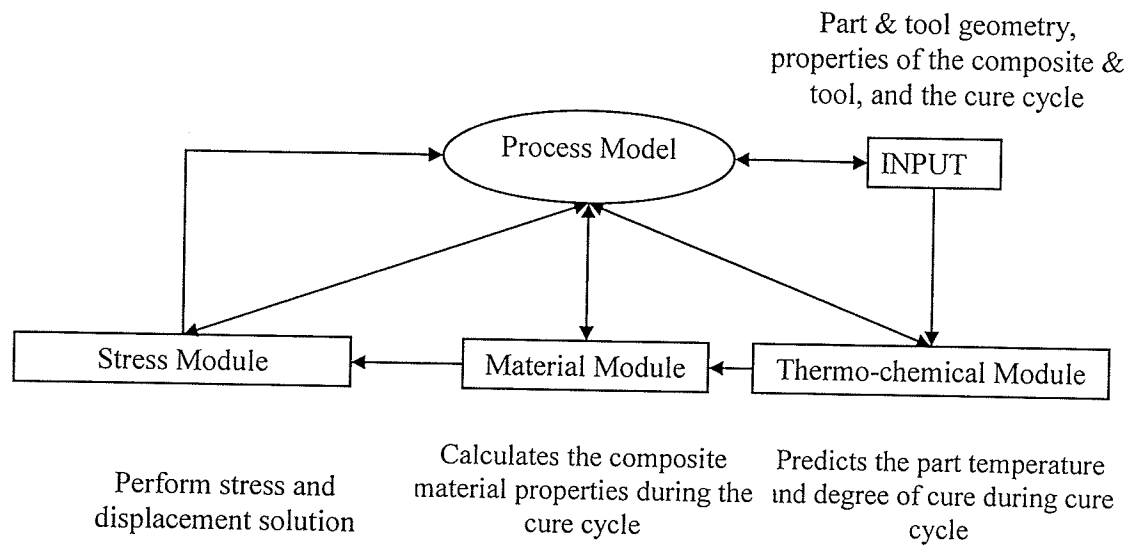 Part & tool geometry,
properties of the composite &
tool, and the cure cycle
Process Model
INPUT
Stress Module
Material Module
Thermo-chemical Module
Perform stress and
displacement solution
Calculates the composite
material properties during the
cure cycle
Predicts the part temperature
and degree of cure during cure
cycle